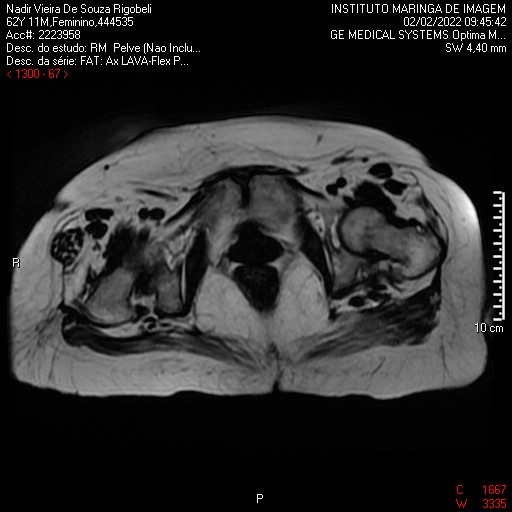 Nadir Vieira De Souza Rigobeli
62Y 11M,Feminino,444535
Acc#: 2223958
Desc. do estudo: RM Pelve (Nao Inclu...
Desc. da série: FAT: Ax LAVA-Flex P...
< 1300 - 67 >
INSTITUTO MARINGA DE IMAGEM
02/02/2022 09:45:42
GE MEDICAL SYSTEMS Optima M...
SW 4,40 mm
R
10 cm
P
C 1667
W 3335